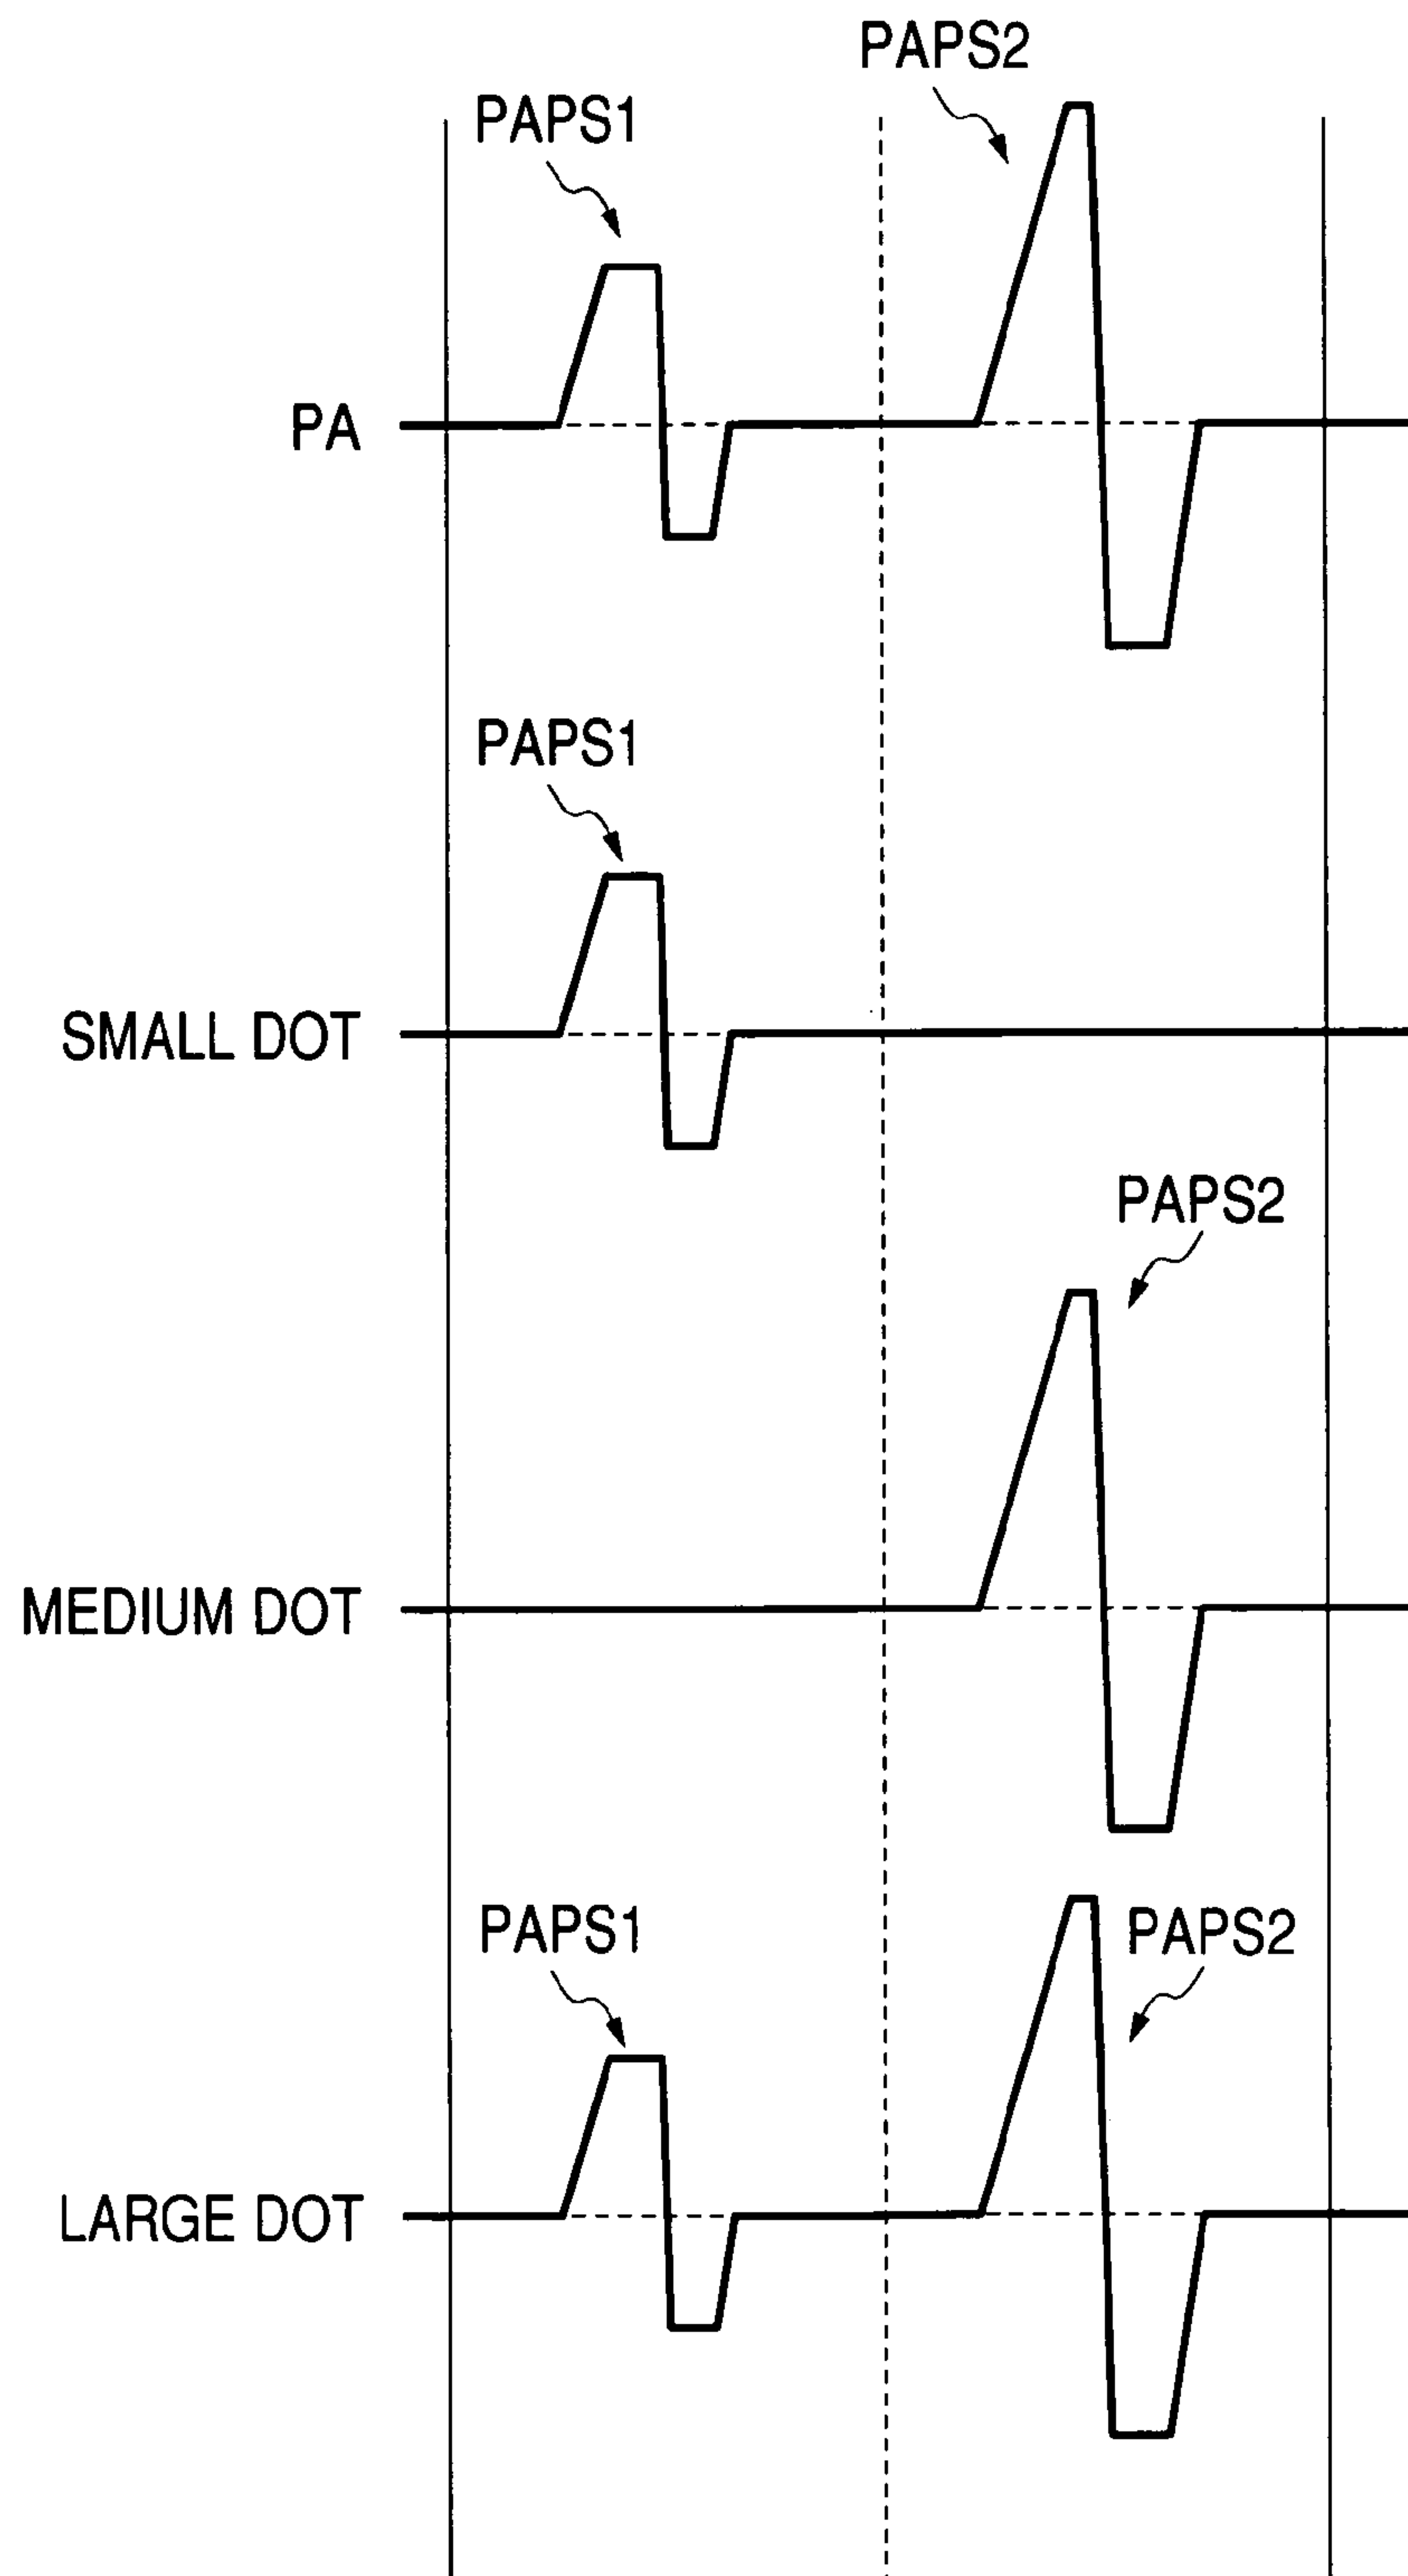 PAPS2
PAPS1
PA
PAPS1
SMALL DOT
PAPS2
MEDIUM DOT
PAPS1
PAPS2
LARGE DOT